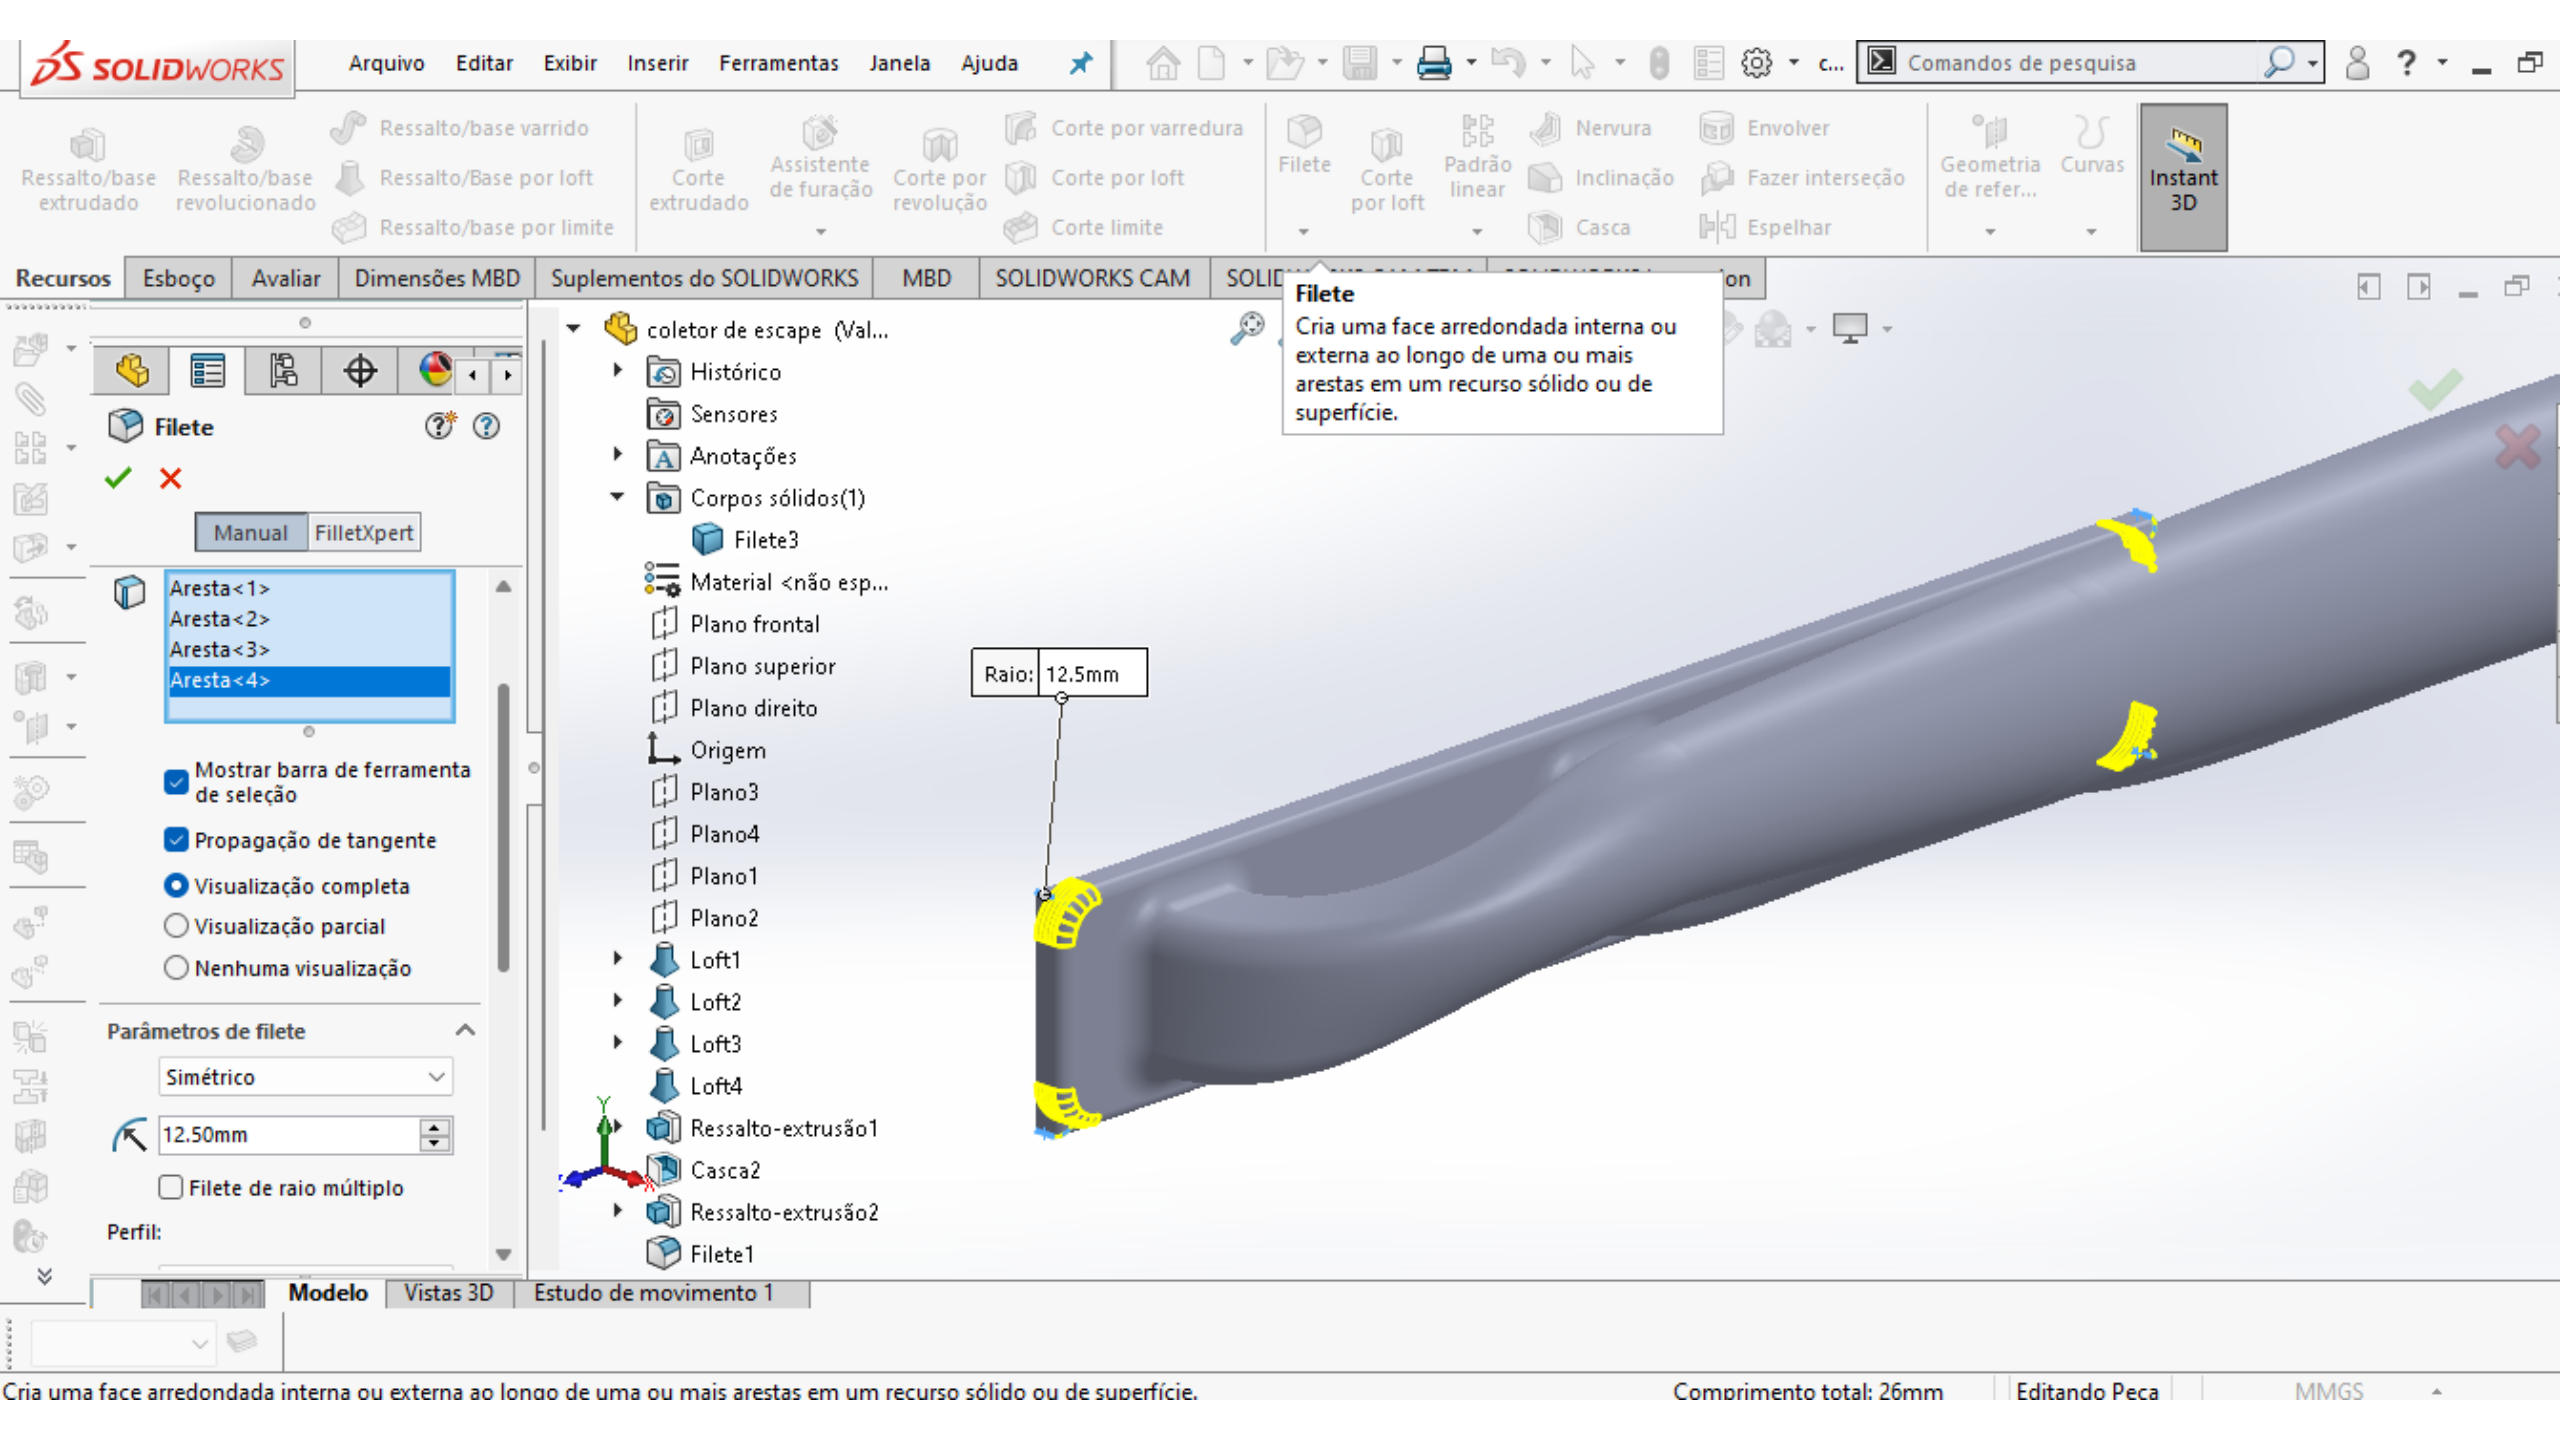 SOLIDWORKS
Arquivo Editar Exibir Inserir Ferramentas Janela Ajuda
c...
Comandos de pesquisa
?
Ressalto/base extrudado
Ressalto/base revolucionado
Ressalto/base varrido
Ressalto/Base por loft
Ressalto/base por limite
Corte extrudado
Assistente de furação
Corte por revolução
Corte por varredura
Corte por loft
Corte limite
Filete
Corte por loft
Padrão linear
Nervura
Inclinação
Casca
Envolver
Fazer interseção
Espelhar
Geometria de refer...
Curvas
Instant 3D
Recursos Esboço Avaliar Dimensões MBD Suplementos do SOLIDWORKS MBD SOLIDWORKS CAM
Filete
Cria uma face arredondada interna ou
externa ao longo de uma ou mais
arestas em um recurso sólido ou de
superfície.
Filete
Manual FilletXpert
Aresta<1>
Aresta<2>
Aresta<3>
Aresta<4>
Mostrar barra de ferramenta
de seleção
Propagação de tangente
Visualização completa
Visualização parcial
Nenhuma visualização
Parâmetros de filete
Simétrico
12.50mm
Filete de raio múltiplo
Perfil:
coletor de escape (Val...
Histórico
Sensores
Anotações
Corpos sólidos(1)
Filete3
Material <não esp...
Plano frontal
Plano superior
Plano direito
Origem
Plano3
Plano4
Plano1
Plano2
Loft1
Loft2
Loft3
Loft4
Ressalto-extrusão1
Casca2
Ressalto-extrusão2
Filete1
Raio: 12.5mm
Y
X
Modelo Vistas 3D Estudo de movimento 1
Cria uma face arredondada interna ou externa ao longo de uma ou mais arestas em um recurso sólido ou de superfície.
Comprimento total: 26mm
Editando Peça
MMGS